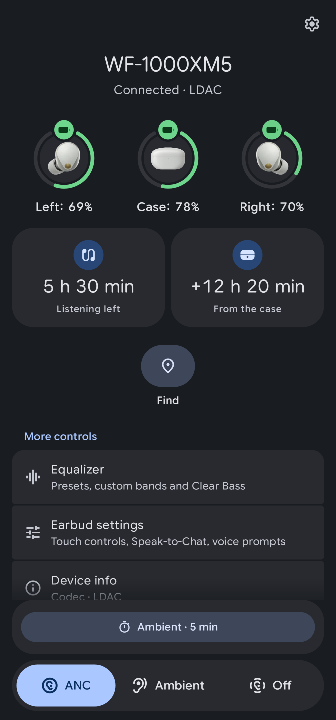 WF-1000XM5
Connected · LDAC
Left: 69%
Case: 78%
Right: 70%
5 h 30 min
Listening left
+12 h 20 min
From the case
Find
More controls
Equalizer
Presets, custom bands and Clear Bass
Earbud settings
Touch controls, Speak-to-Chat, voice prompts
Device info
Codec · LDAC
Ambient · 5 min
ANC
Ambient
Off